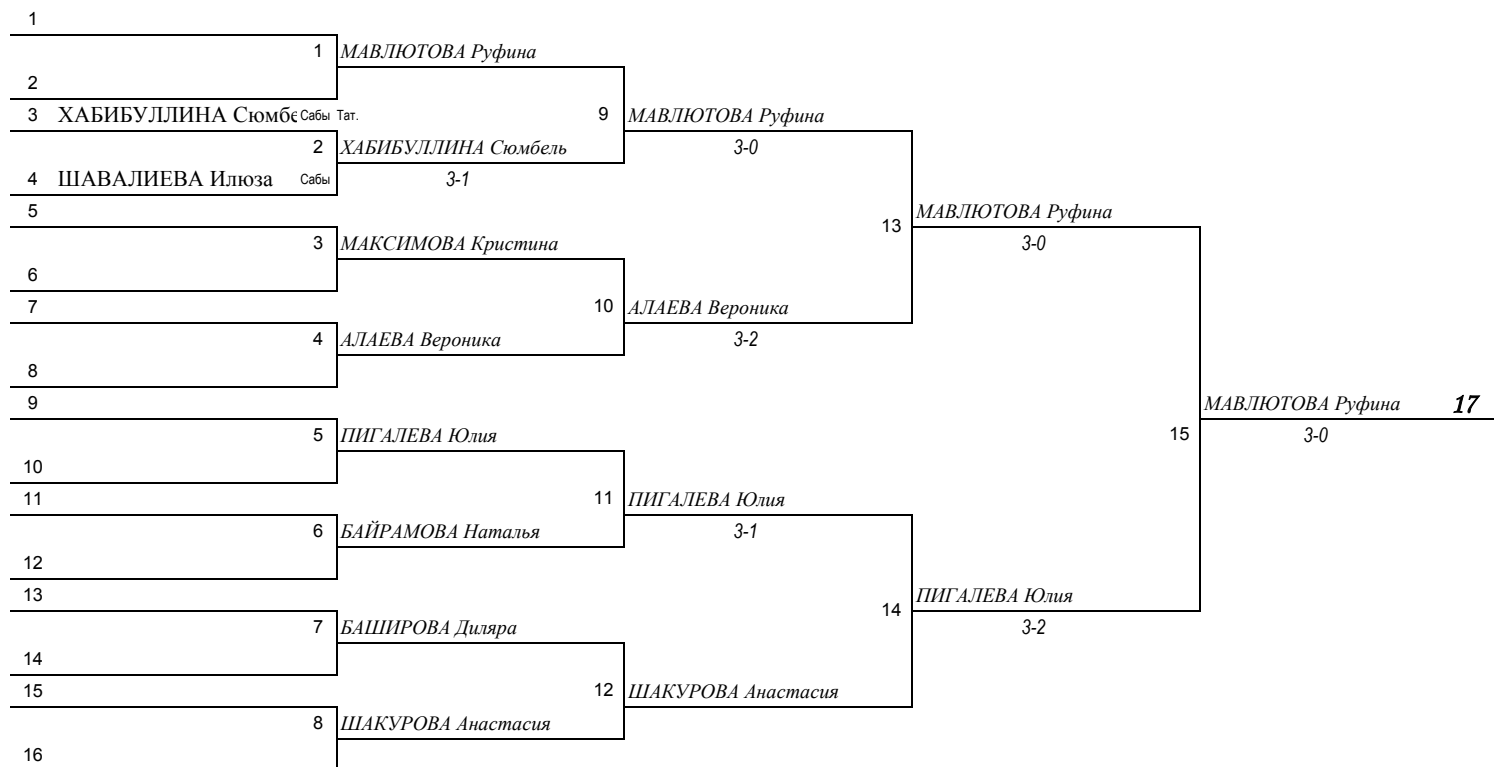 1
1 МАВЛЮТОВА Руфина
2
3 ХАБИБУЛЛИНА Сюмбе Сабы Тат. 9 МАВЛЮТОВА Руфина
2 ХАБИБУЛЛИНА Сюмбель 3-0
4 ШАВАЛИЕВА Илюза Сабы 3-1
5 МАВЛЮТОВА Руфина
13
3 МАКСИМОВА Кристина 3-0
6
7 10 АЛАЕВА Вероника
4 АЛАЕВА Вероника 3-2
8
9 МАВЛЮТОВА Руфина 17
5 ПИГАЛЕВА Юлия 15 3-0
10
11 11 ПИГАЛЕВА Юлия
6 БАЙРАМОВА Наталья 3-1
12
13 ПИГАЛЕВА Юлия
14
7 БАШИРОВА Диляра 3-2
14
15 12 ШАКУРОВА Анастасия
8 ШАКУРОВА Анастасия
16